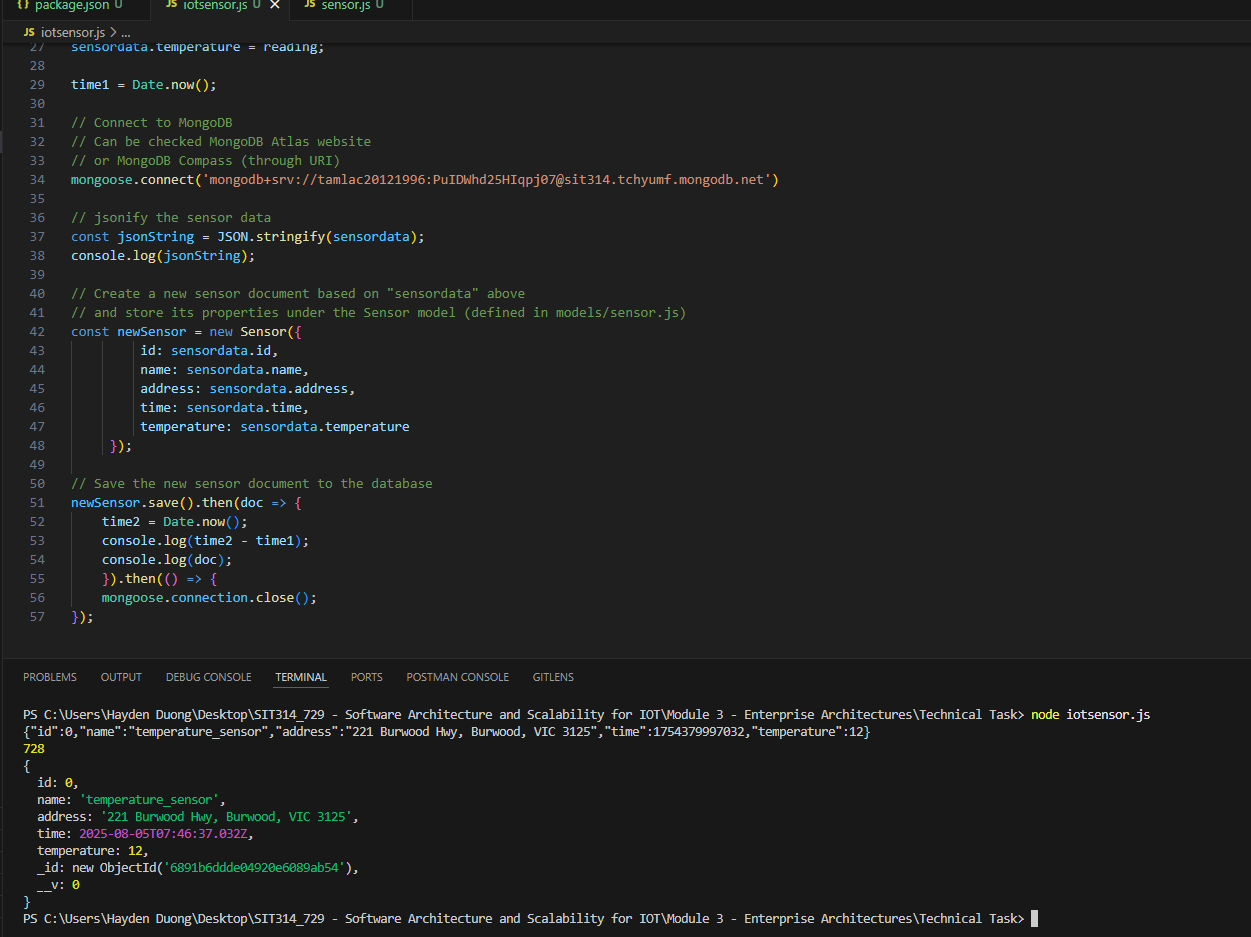 {} package.json U JS iotsensor.js U × JS sensor.js U
JS iotsensor.js > ...
27 sensordata.temperature = reading;
28
29 time1 = Date.now();
30
31 // Connect to MongoDB
32 // Can be checked MongoDB Atlas website
33 // or MongoDB Compass (through URI)
34 mongoose.connect('mongodb+srv://tamlac20121996:PuIDWhd25HIqpj07@sit314.tchyumf.mongodb.net')
35
36 // jsonify the sensor data
37 const jsonString = JSON.stringify(sensordata);
38 console.log(jsonString);
39
40 // Create a new sensor document based on "sensordata" above
41 // and store its properties under the Sensor model (defined in models/sensor.js)
42 const newSensor = new Sensor({
43 id: sensordata.id,
44 name: sensordata.name,
45 address: sensordata.address,
46 time: sensordata.time,
47 temperature: sensordata.temperature
48 });
49
50 // Save the new sensor document to the database
51 newSensor.save().then(doc => {
52 time2 = Date.now();
53 console.log(time2 - time1);
54 console.log(doc);
55 }).then(() => {
56 mongoose.connection.close();
57 });
PROBLEMS OUTPUT DEBUG CONSOLE TERMINAL PORTS POSTMAN CONSOLE GITLENS
PS C:\Users\Hayden Duong\Desktop\SIT314_729 - Software Architecture and Scalability for IOT\Module 3 - Enterprise Architectures\Technical Task> node iotsensor.js
{"id":0,"name":"temperature_sensor","address":"221 Burwood Hwy, Burwood, VIC 3125","time":1754379997032,"temperature":12}
728
{
id: 0,
name: 'temperature_sensor',
address: '221 Burwood Hwy, Burwood, VIC 3125',
time: 2025-08-05T07:46:37.032Z,
temperature: 12,
_id: new ObjectId('6891b6ddde04920e6089ab54'),
__v: 0
}
PS C:\Users\Hayden Duong\Desktop\SIT314_729 - Software Architecture and Scalability for IOT\Module 3 - Enterprise Architectures\Technical Task>